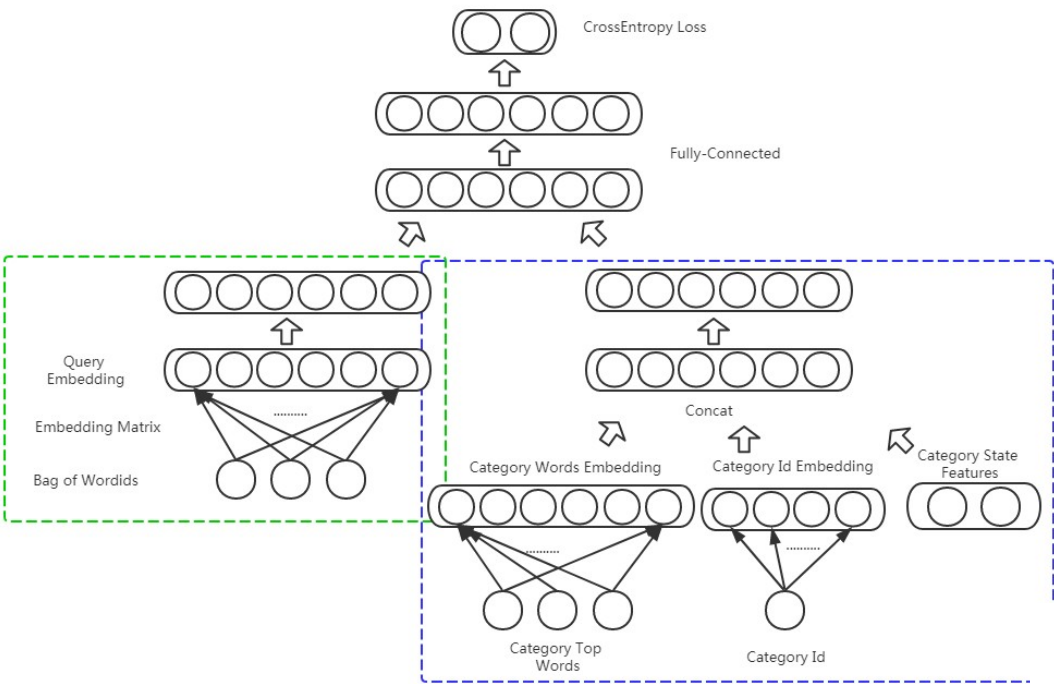 CrossEntropy Loss
Fully-Connected
Query
Embedding
Embedding Matrix
Bag of Wordids
Concat
Category Words Embedding
Category Id Embedding
Category State
Features
..........
..........
..........
Category Top
Words
Category Id